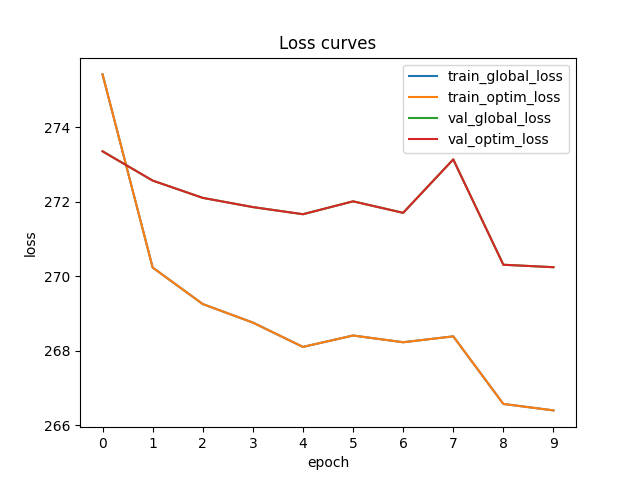 Loss curves
train_global_loss
train_optim_loss
val_global_loss
val_optim_loss
274
272
270
268
266
loss
0 1 2 3 4 5 6 7 8 9
epoch